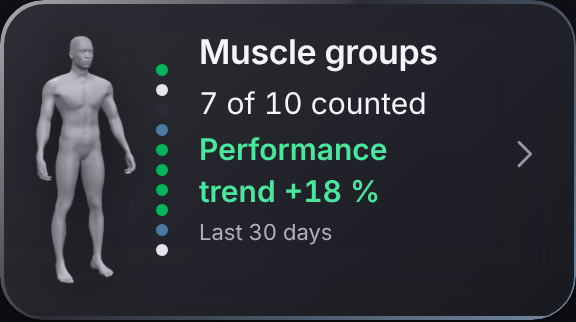 Muscle groups
7 of 10 counted
Performance
trend +18 %
Last 30 days